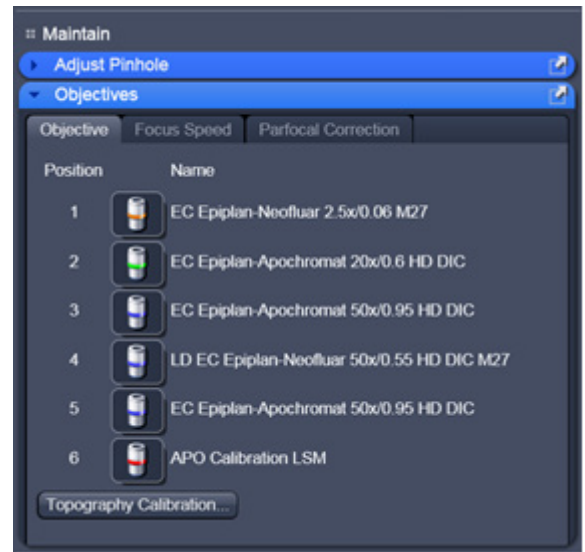 Maintain
Adjust Pinhole
Objectives
Objective Focus Speed Parfocal Correction
Position Name
1 EC Epiplan-Neofluar 2.5x/0.06 M27
2 EC Epiplan-Apochromat 20x/0.6 HD DIC
3 EC Epiplan-Apochromat 50x/0.95 HD DIC
4 LD EC Epiplan-Neofluar 50x/0.55 HD DIC M27
5 EC Epiplan-Apochromat 50x/0.95 HD DIC
6 APO Calibration LSM
Topography Calibration...